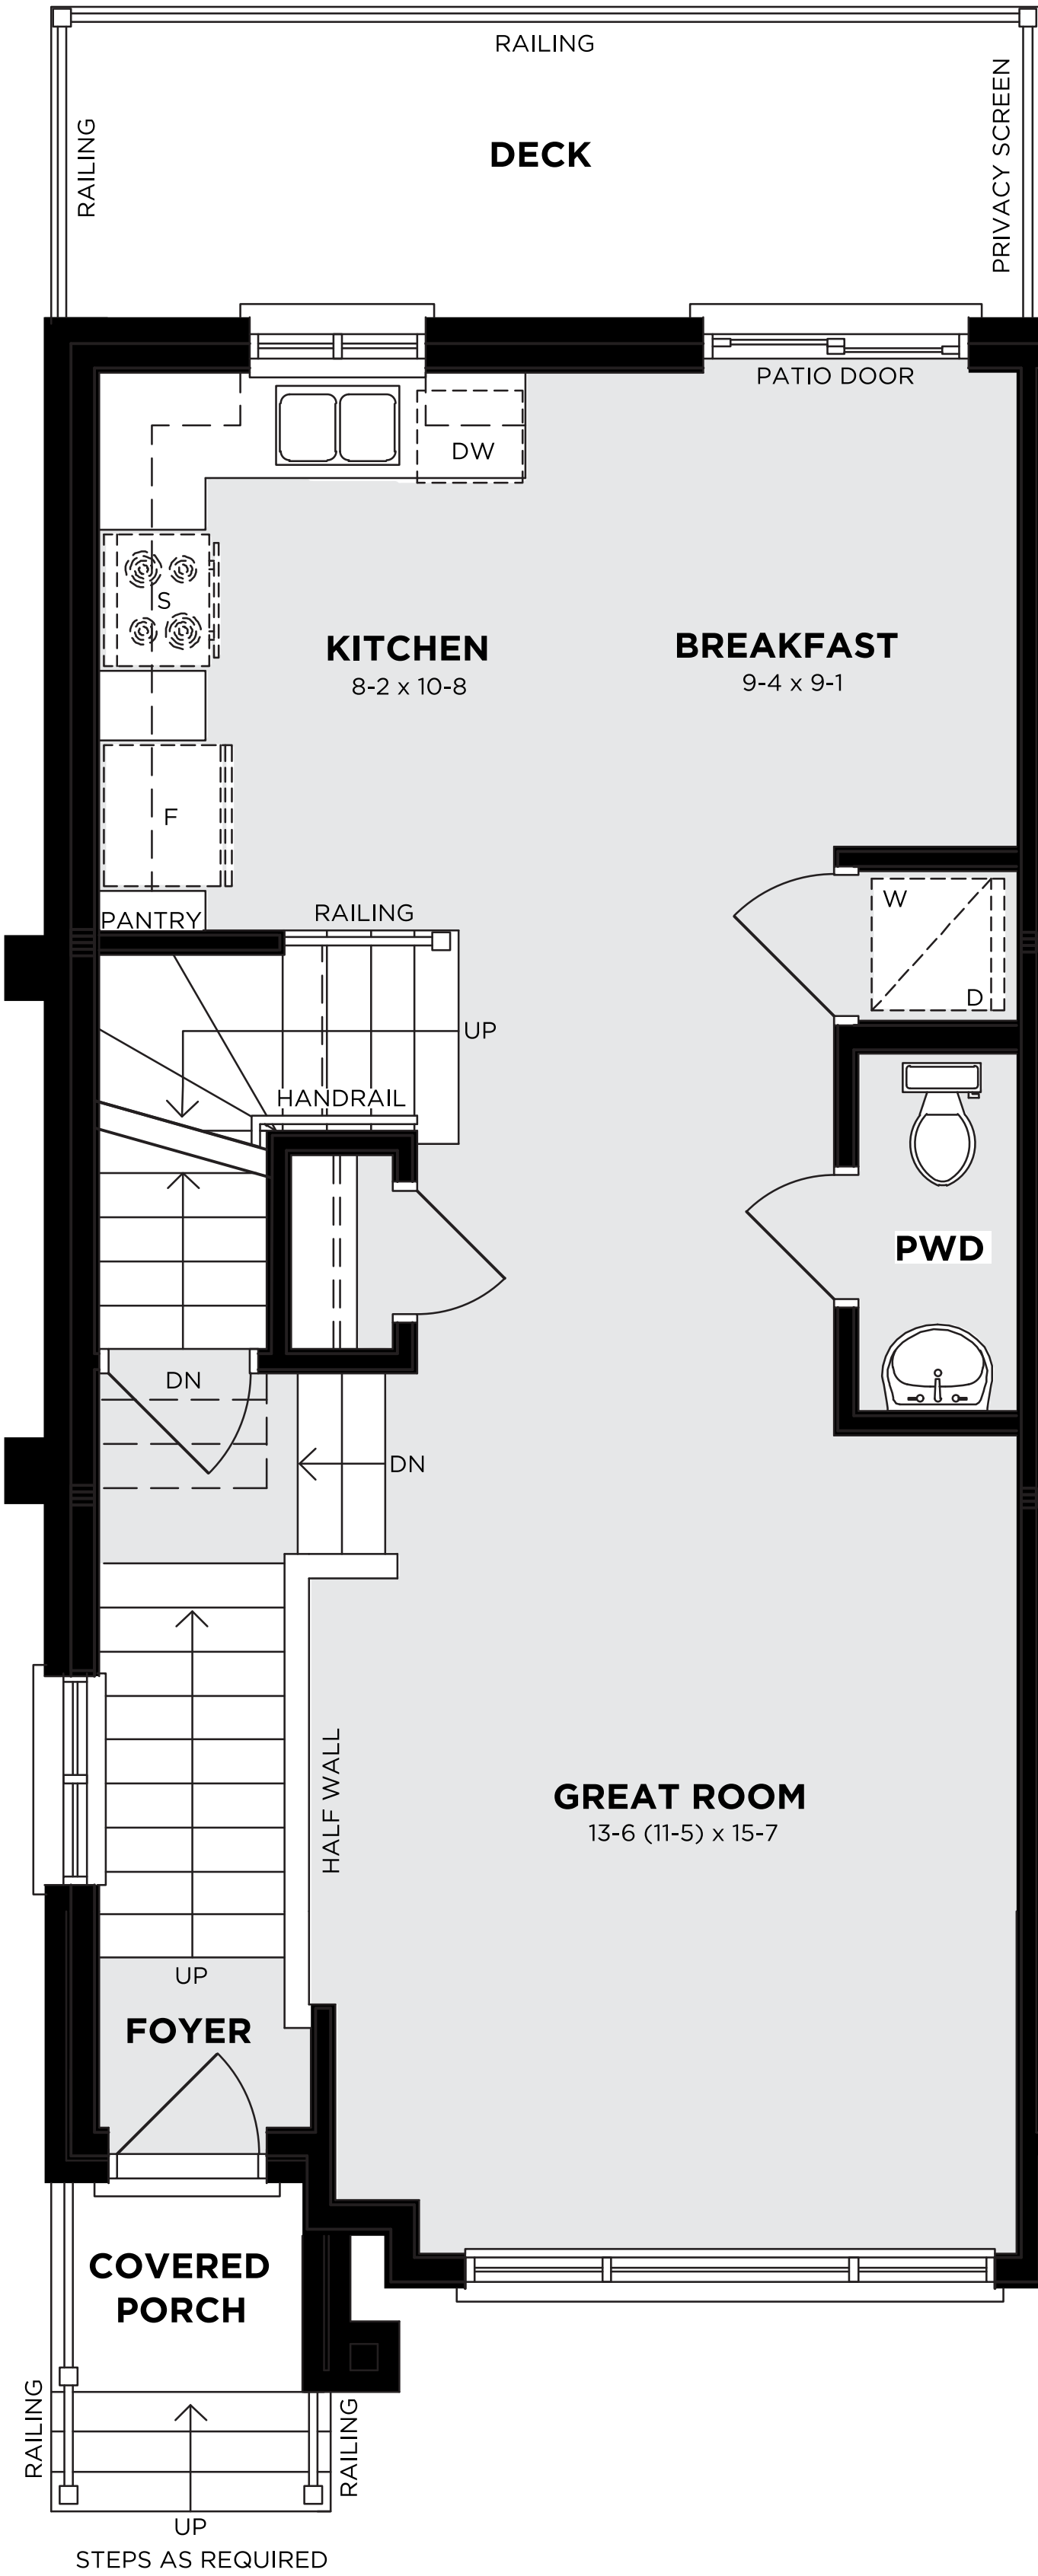 RAILING
RAILING
DECK
PRIVACY SCREEN
PATIO DOOR
DW
S
KITCHEN
8-2 x 10-8
BREAKFAST
9-4 x 9-1
F
PANTRY
RAILING
W
D
UP
HANDRAIL
PWD
DN
DN
HALF WALL
GREAT ROOM
13-6 (11-5) x 15-7
UP
FOYER
COVERED
PORCH
RAILING
RAILING
UP
STEPS AS REQUIRED